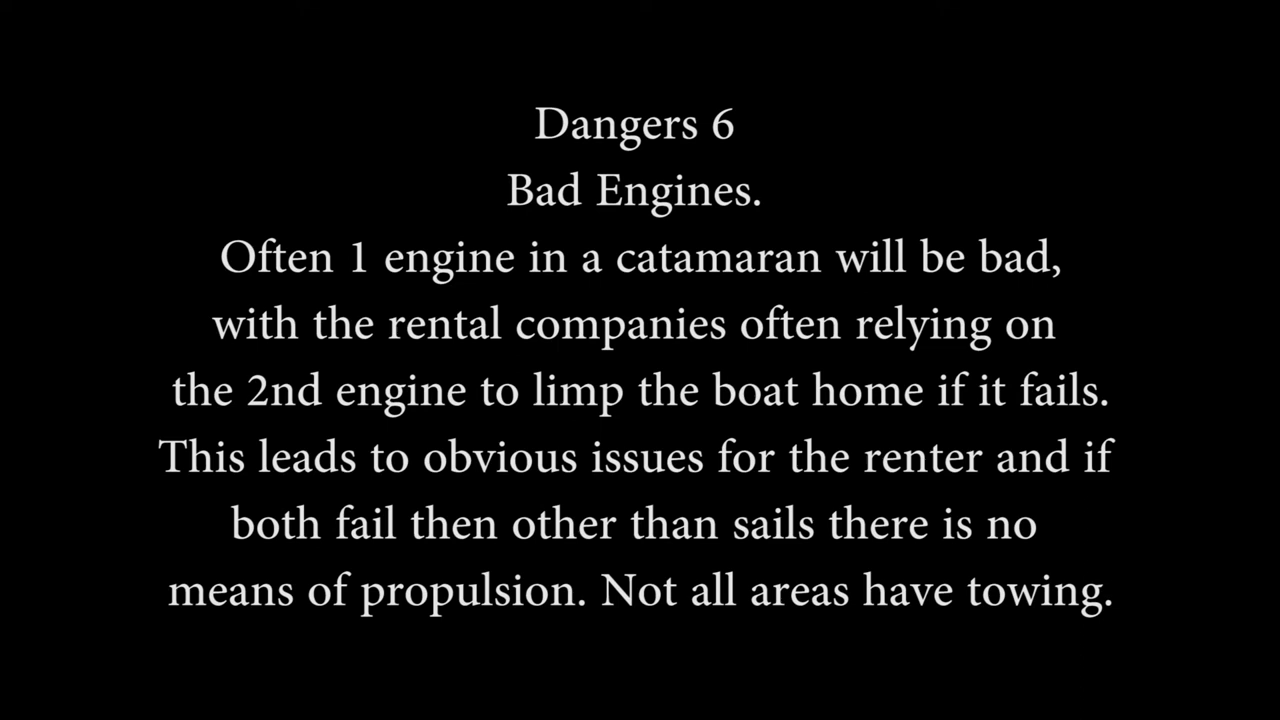 Dangers 6
Bad Engines.
Often 1 engine in a catamaran will be bad,
with the rental companies often relying on
the 2nd engine to limp the boat home if it fails.
This leads to obvious issues for the renter and if
both fail then other than sails there is no
means of propulsion. Not all areas have towing.